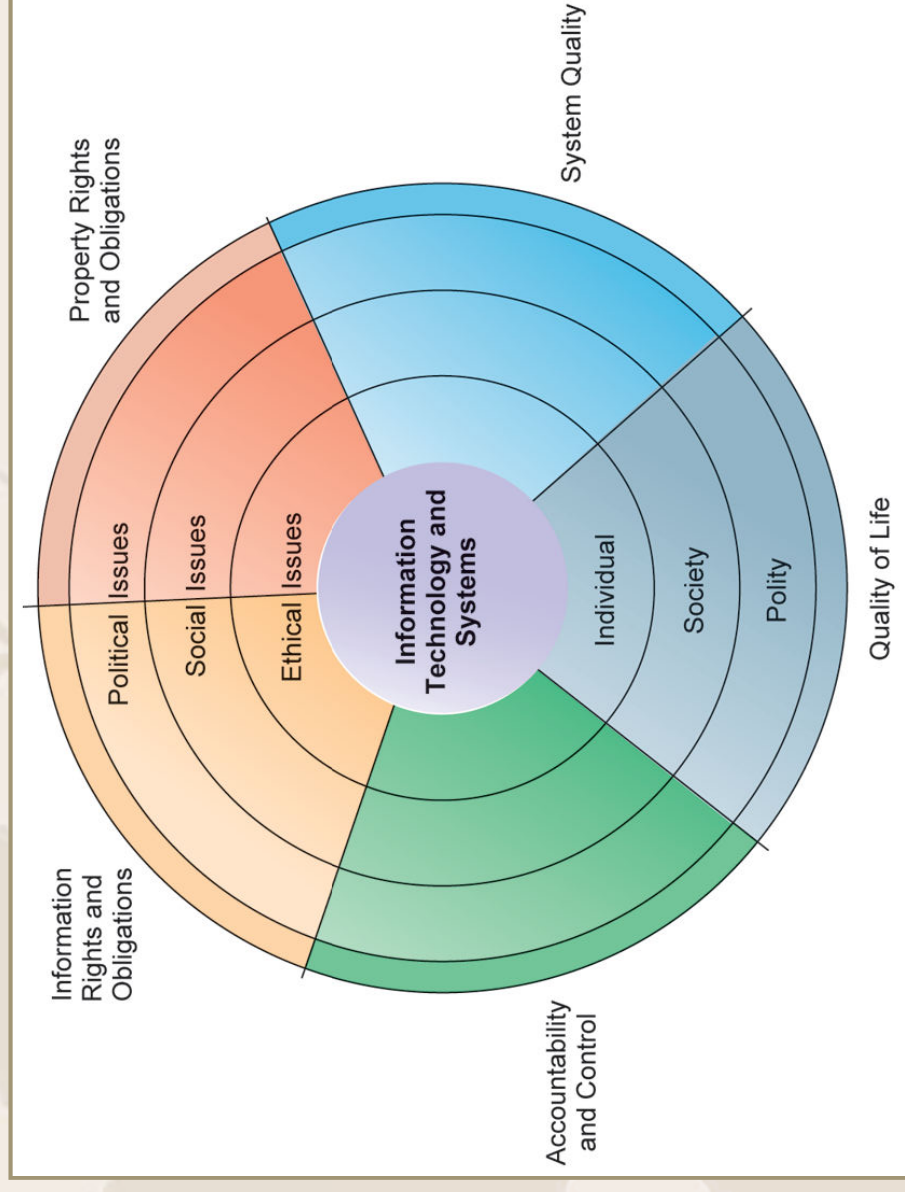 Information
Rights and
Obligations
Property Rights
and Obligations
Political Issues
Social Issues
Ethical Issues
Information
Technology and
Systems
Individual
Society
Polity
Accountability
and Control
System Quality
Quality of Life